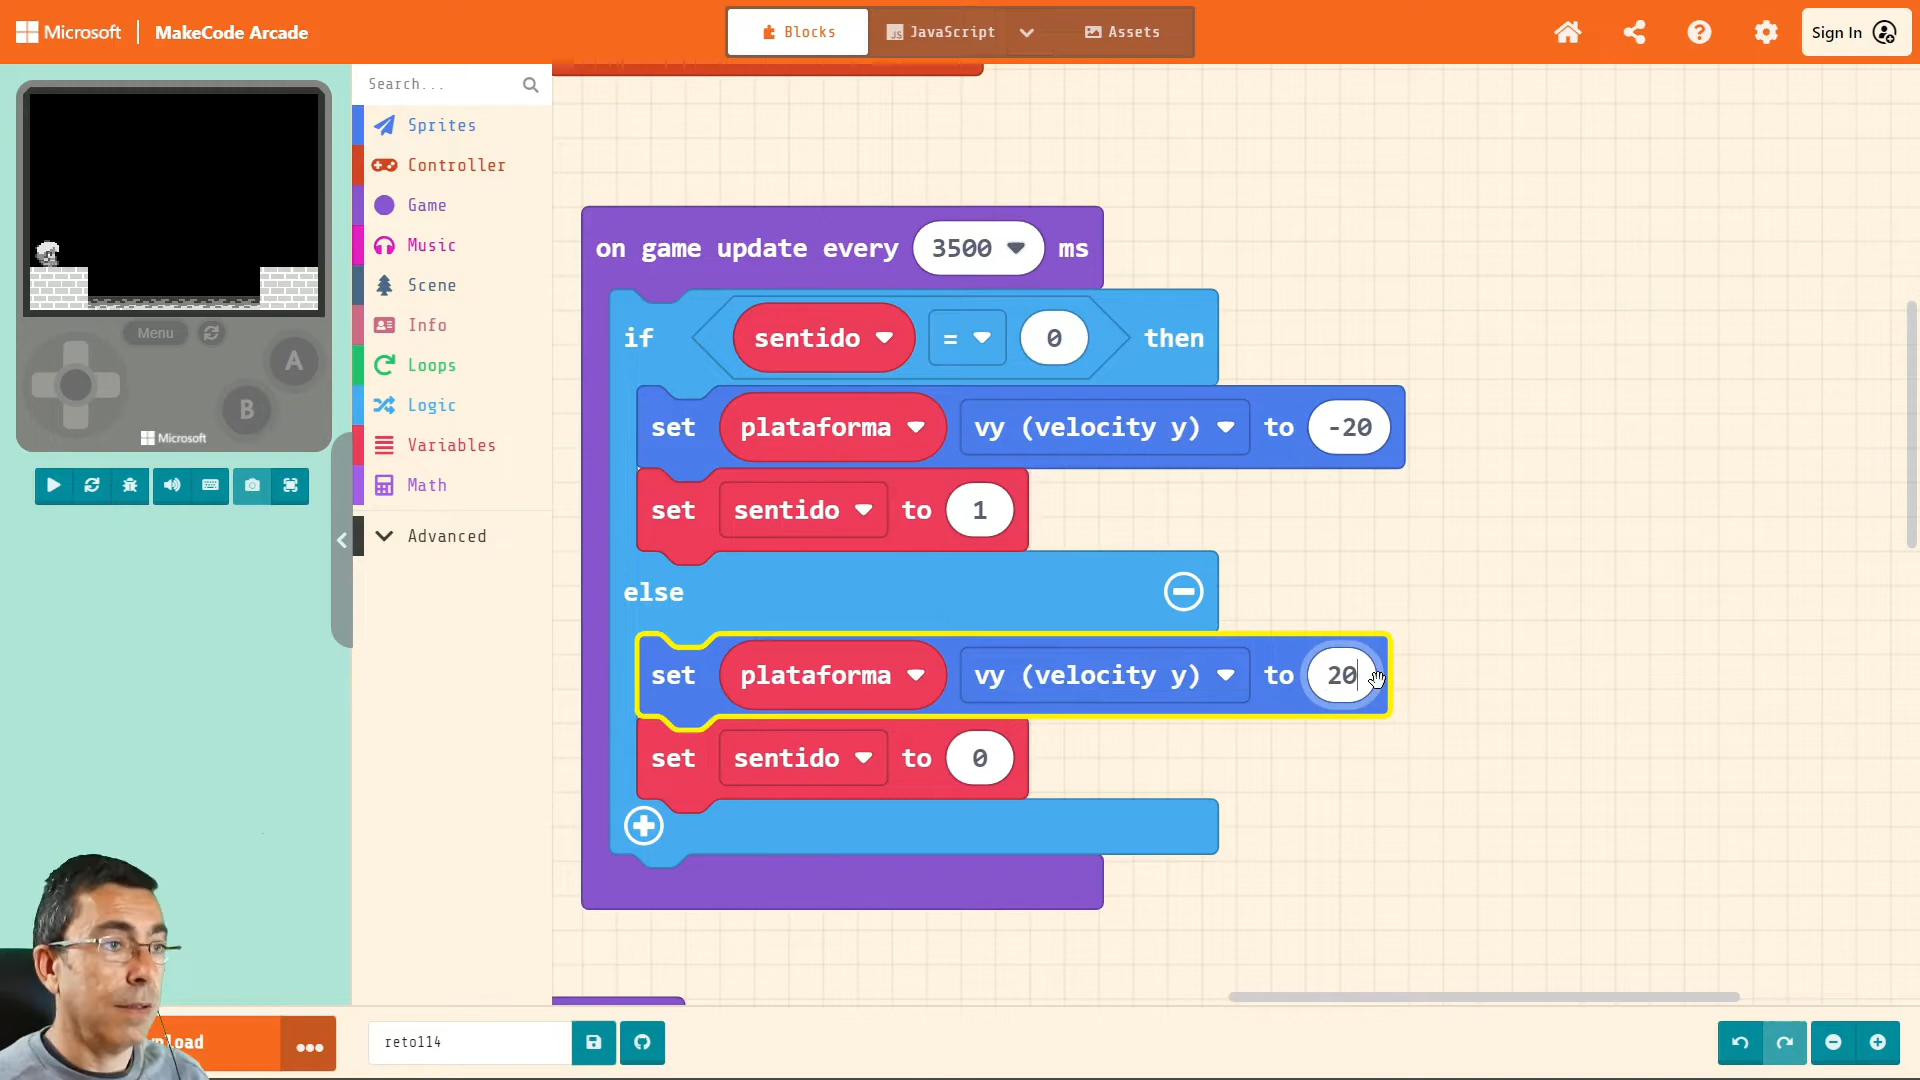 Microsoft | MakeCode Arcade
Blocks
JavaScript
Assets
Sign In
Search...
Sprites
Controller
Game
Music
Scene
Info
Loops
Logic
Variables
Math
Advanced
Menu
A
B
Microsoft
on game update every 3500 ms
if sentido = 0 then
set plataforma vy (velocity y) to -20
set sentido to 1
else
set plataforma vy (velocity y) to 20
set sentido to 0
nload
reto114